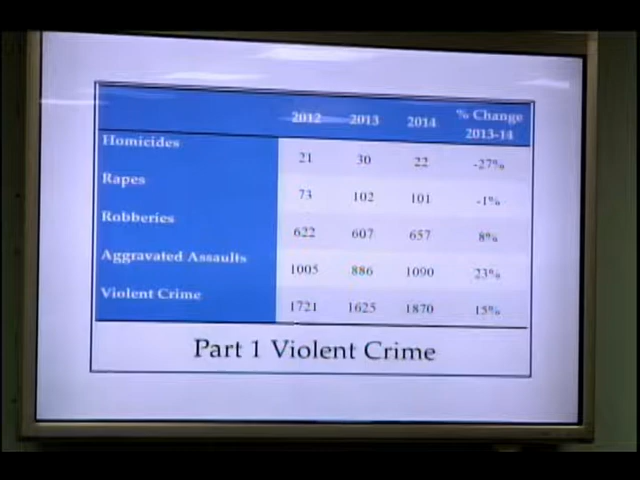 2012 2013 2014 % Change
2013-14
Homicides 21 30 22 -27%
Rapes 73 102 101 -1%
Robberies 622 607 657 8%
Aggravated Assaults 1005 886 1090 23%
Violent Crime 1721 1625 1870 15%
Part 1 Violent Crime